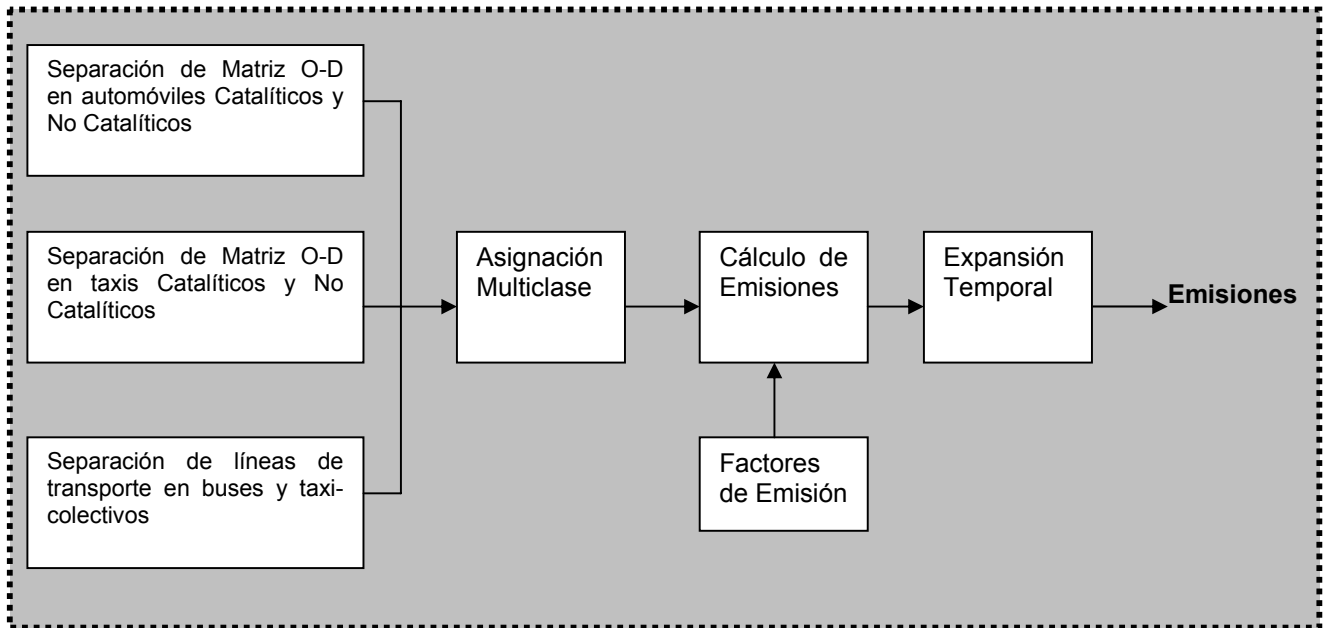 Separación de Matriz O-D
en automóviles Catalíticos y
No Catalíticos
Separación de Matriz O-D
en taxis Catalíticos y No
Catalíticos
Separación de líneas de
transporte en buses y taxi-
colectivos
Asignación
Multiclase
Cálculo de
Emisiones
Factores
de Emisión
Expansión
Temporal
Emisiones